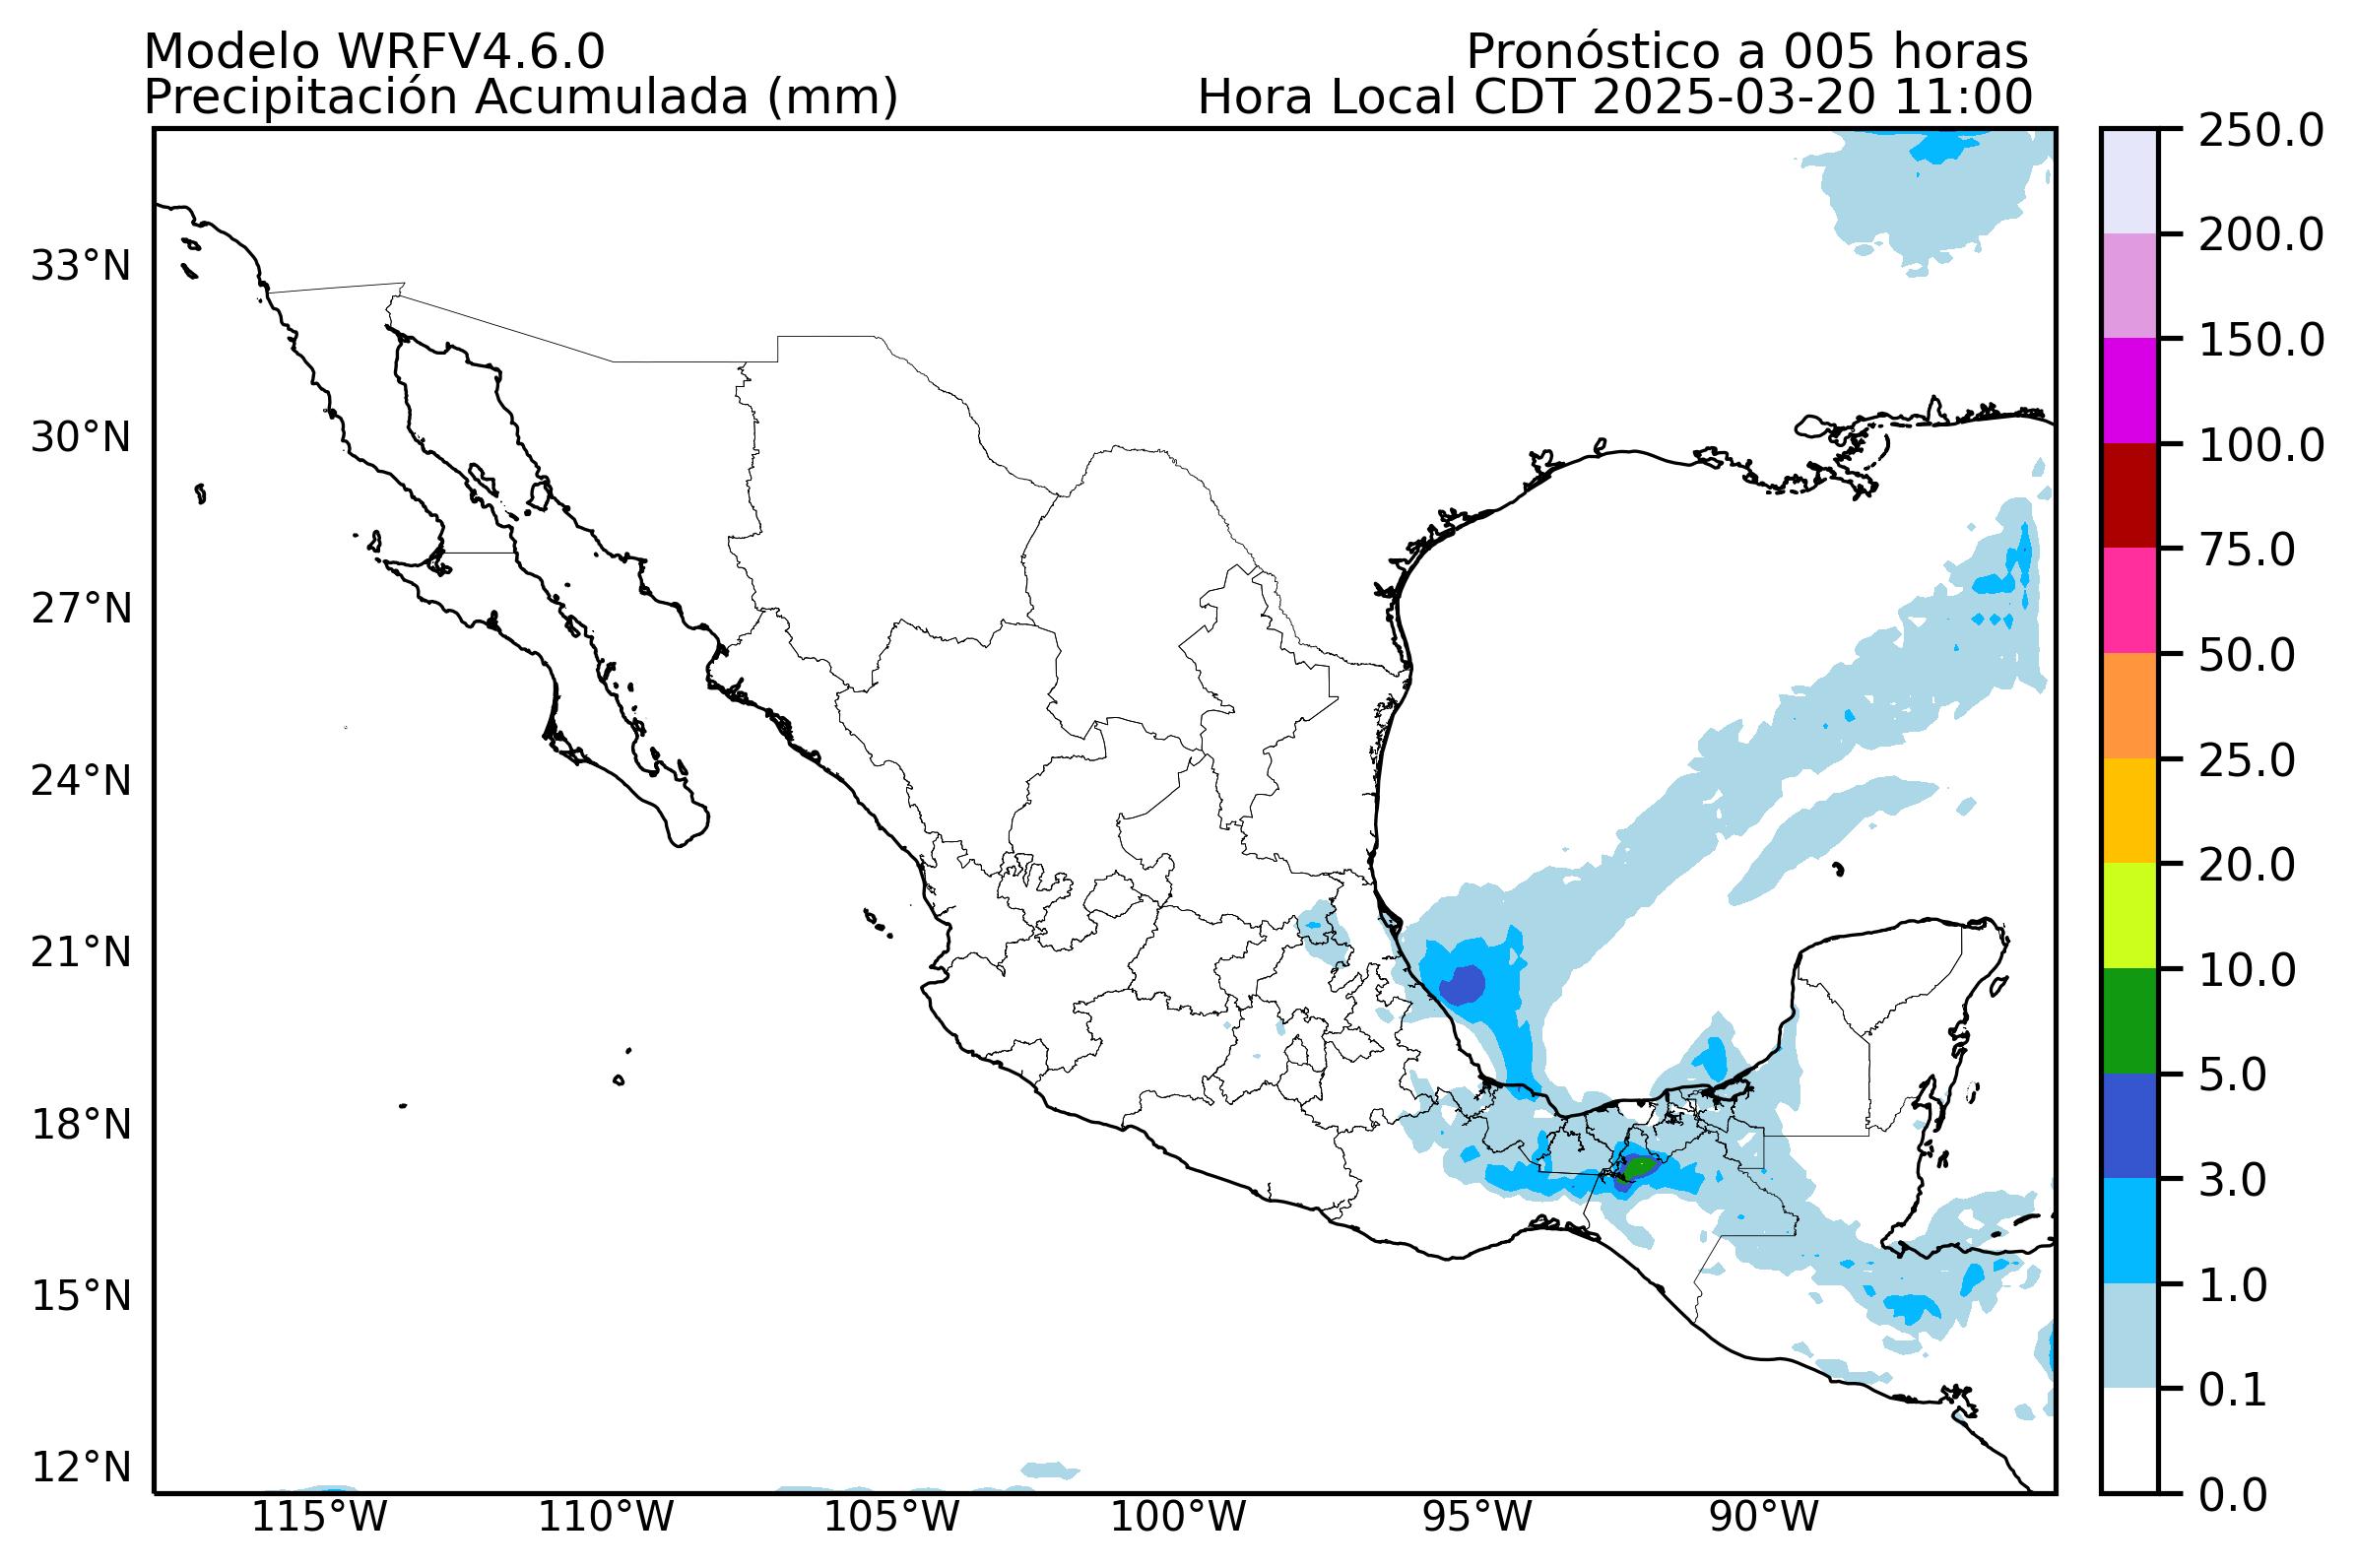 Modelo WRFV4.6.0
Pronóstico a 005 horas
Precipitación Acumulada (mm)
Hora Local CDT 2025-03-20 11:00
33°N
30°N
27°N
24°N
21°N
18°N
15°N
12°N
115°W
110°W
105°W
100°W
95°W
90°W
250.0
200.0
150.0
100.0
75.0
50.0
25.0
20.0
10.0
5.0
3.0
1.0
0.1
0.0